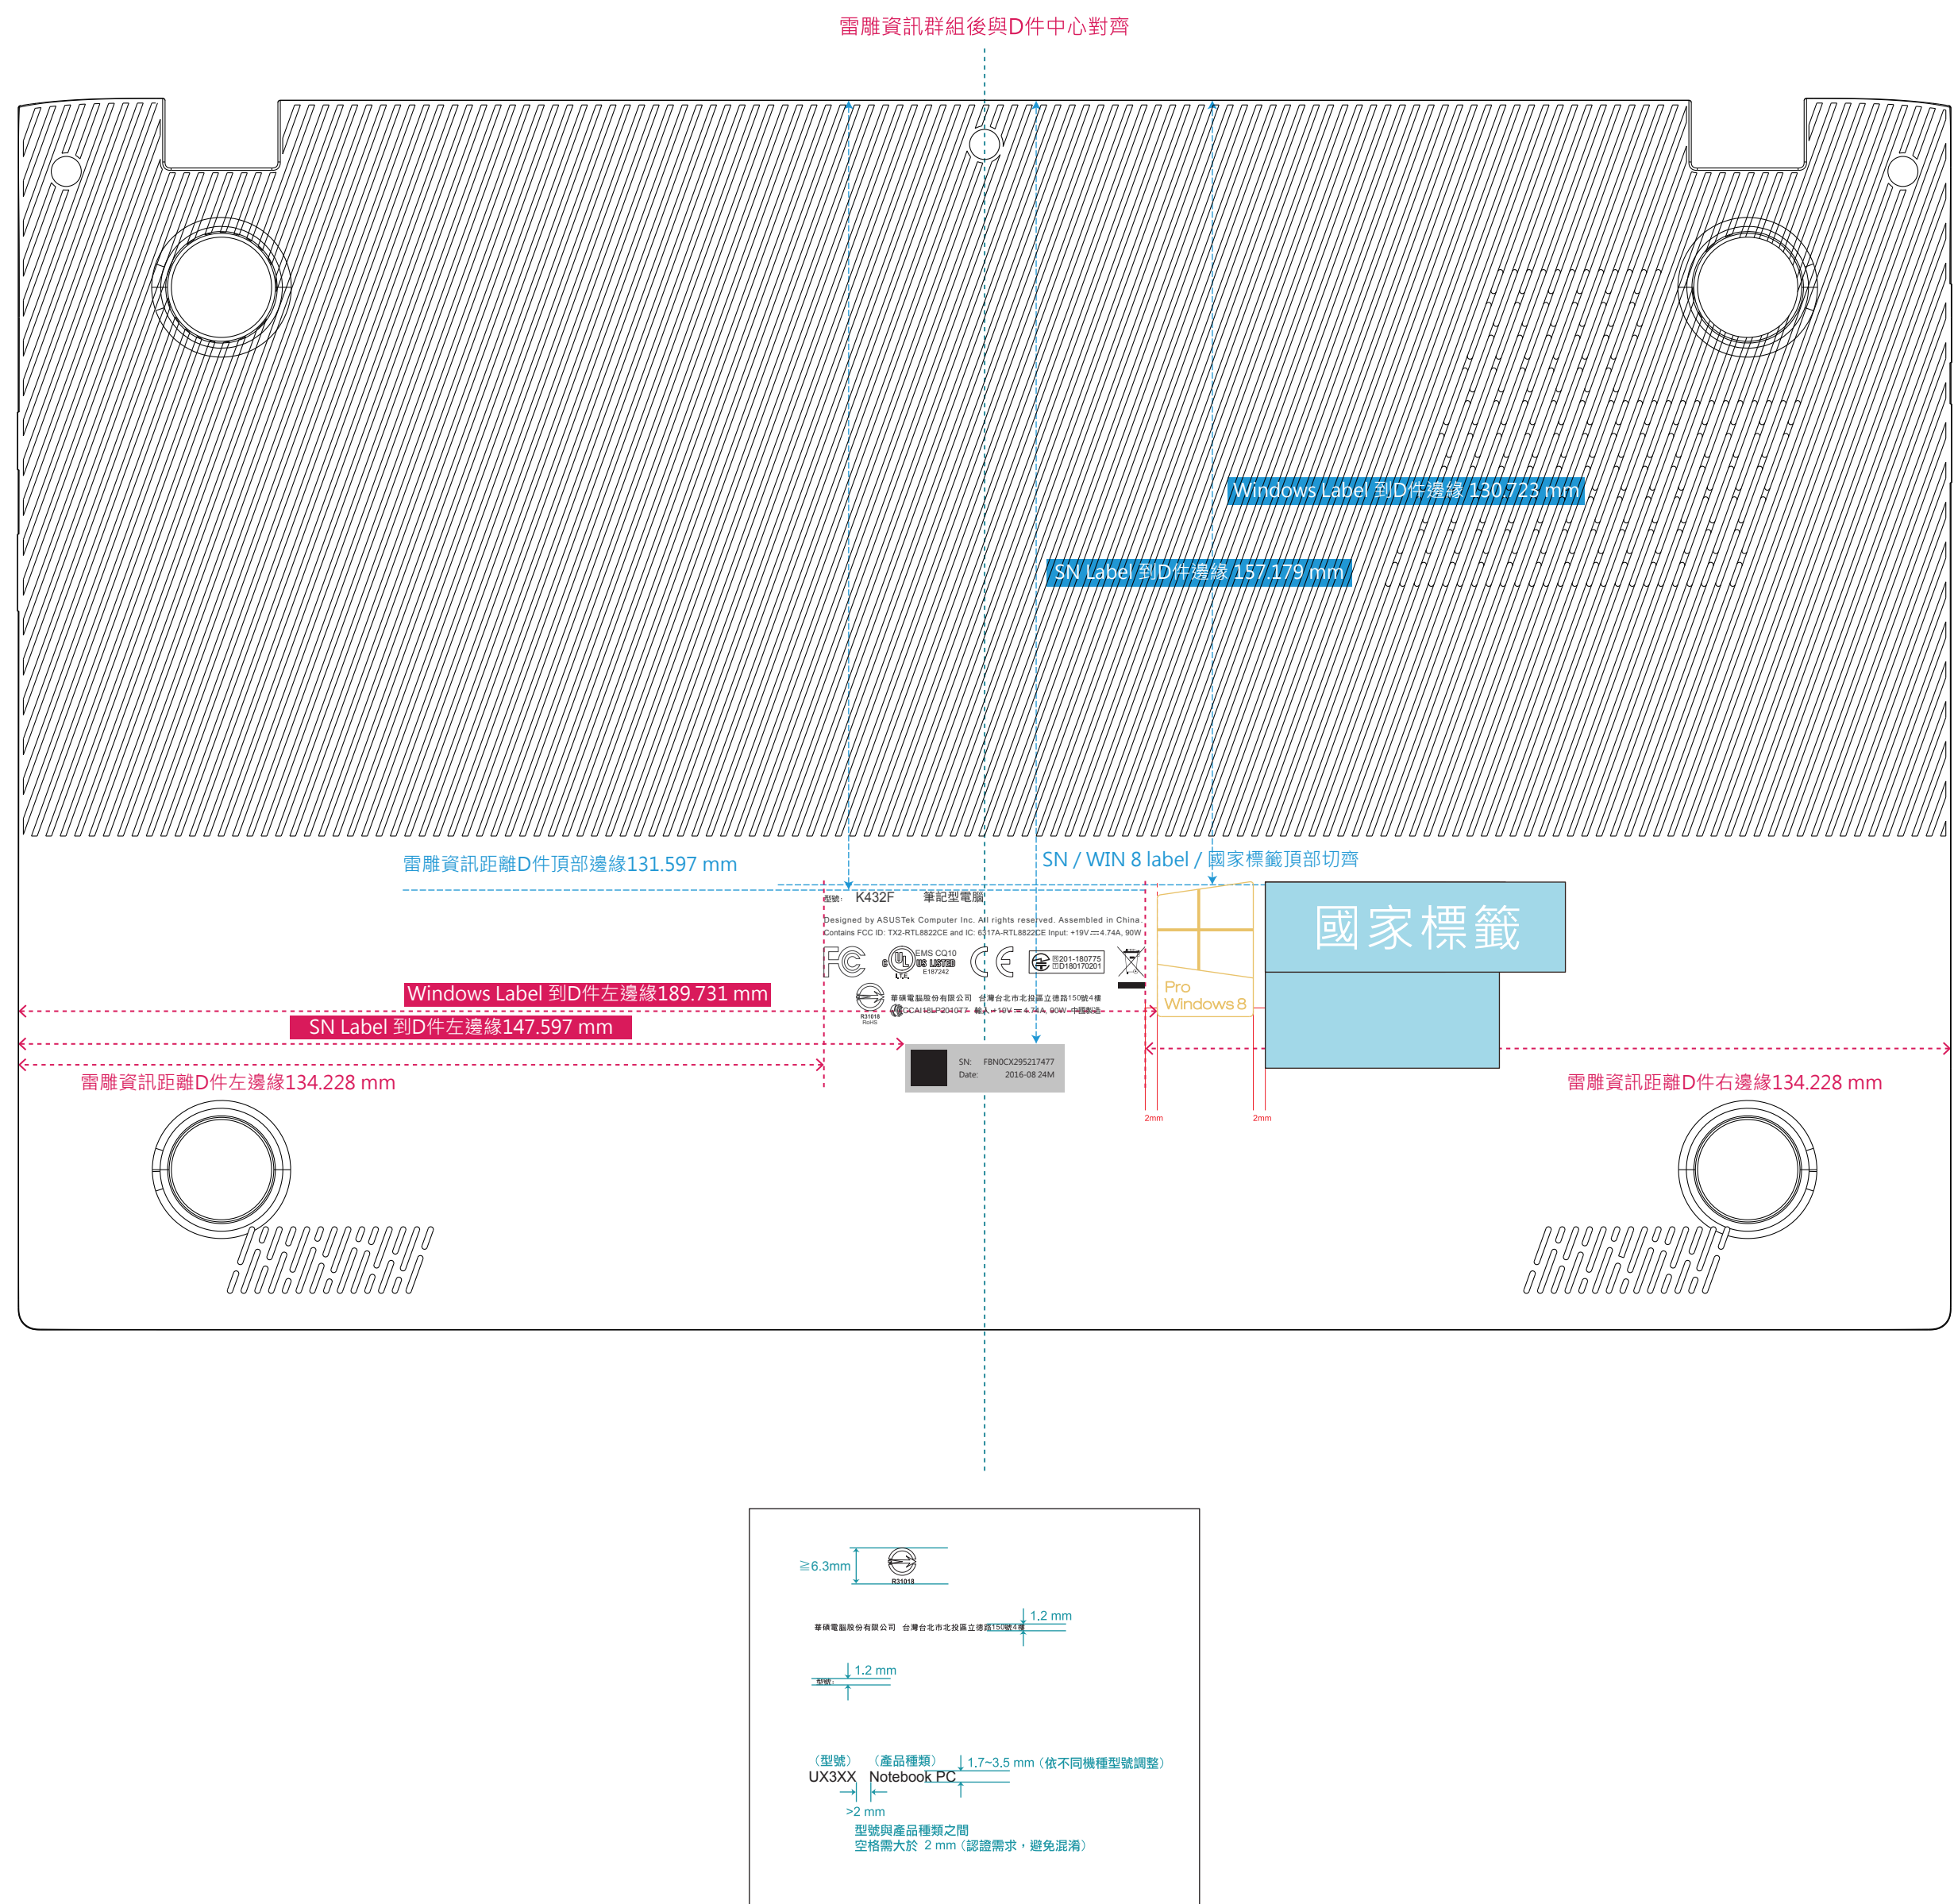 雷雕資訊群組後與D件中心對齊
Windows Label 到D件邊緣 130.723 mm
SN Label 到D件邊緣 157.179 mm
雷雕資訊距離D件頂部邊緣131.597 mm
SN / WIN 8 label / 國家標籤頂部切齊
型號: K432F 筆記型電腦
Designed by ASUSTek Computer Inc. All rights reserved. Assembled in China.
Contains FCC ID: TX2-RTL8822CE and IC: 6317A-RTL8822CE Input: +19V⎓4.74A, 90W
FC
C UL US LISTED
EMS CQ10
I.T.E.
E187242
CE
R 201-180775
T D180170201
國家標籤
Pro
Windows 8
Windows Label 到D件左邊緣189.731 mm
華碩電腦股份有限公司 台灣台北市北投區立德路150號4樓
R31018
RoHS
CCAI18LP2010T7 輸入 +19V ⎓ 4.74A, 90W 中國製造
SN Label 到D件左邊緣147.597 mm
SN: FBN0CX295217477
Date: 2016-08 24M
雷雕資訊距離D件左邊緣134.228 mm
雷雕資訊距離D件右邊緣134.228 mm
2mm
2mm
≧6.3mm
R31018
1.2 mm
華碩電腦股份有限公司 台灣台北市北投區立德路150號4樓
1.2 mm
型號:
（型號） （產品種類） 1.7~3.5 mm（依不同機種型號調整）
UX3XX Notebook PC
>2 mm
型號與產品種類之間
空格需大於 2 mm（認證需求，避免混淆）